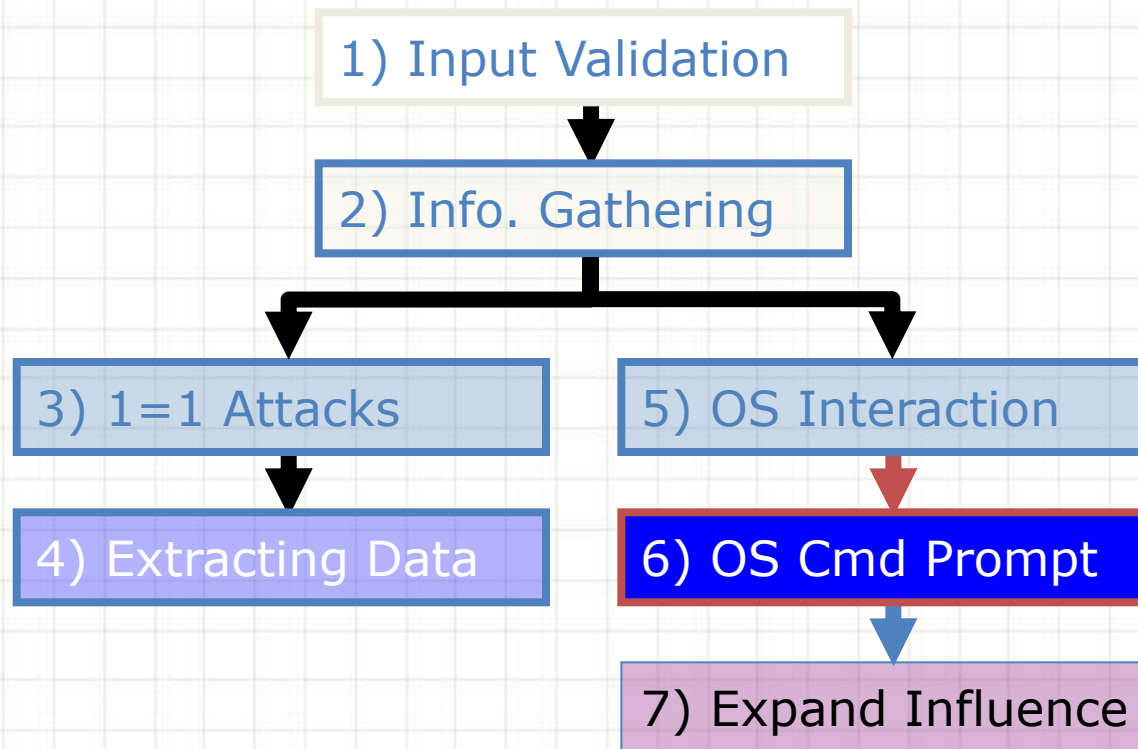 1) Input Validation
2) Info. Gathering
3) 1=1 Attacks
5) OS Interaction
4) Extracting Data
6) OS Cmd Prompt
7) Expand Influence